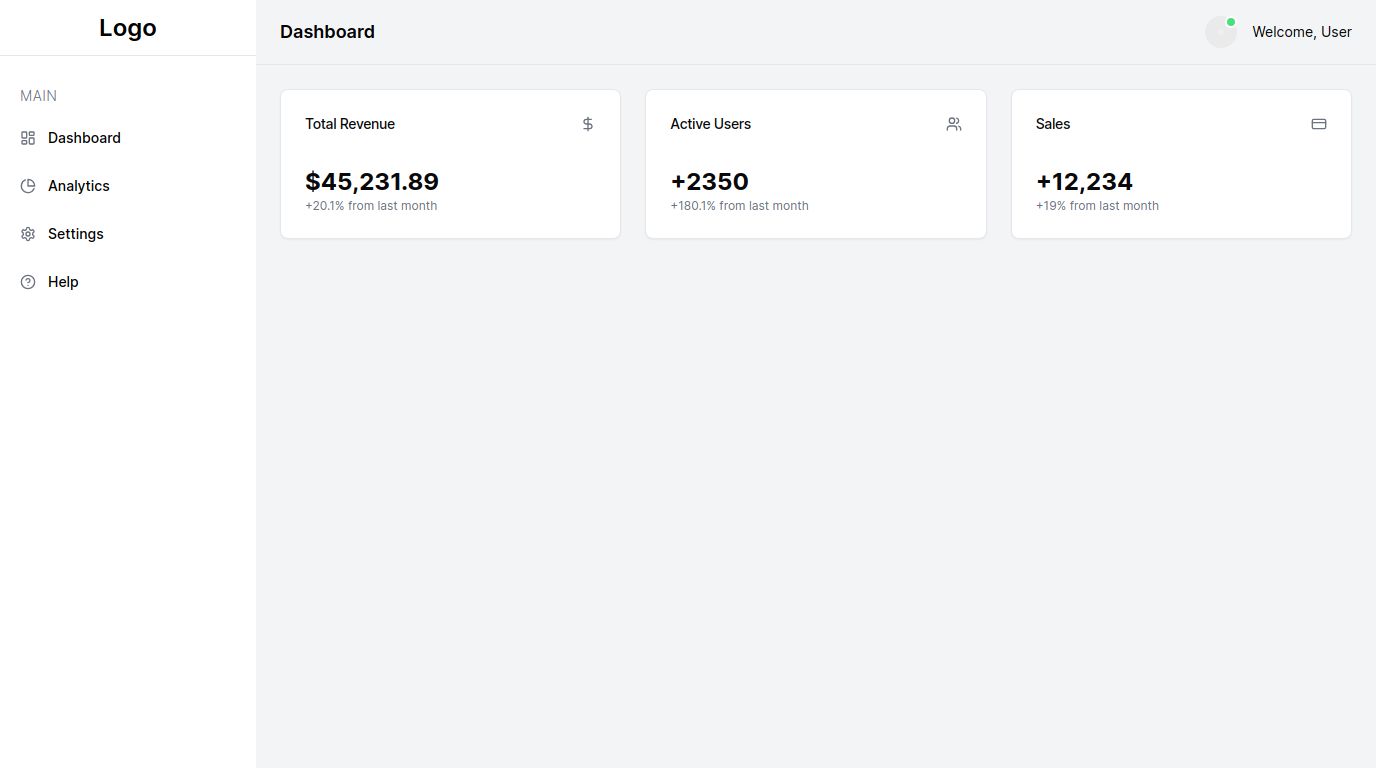 Logo
MAIN
Dashboard
Analytics
Settings
Help
Dashboard
Welcome, User
Total Revenue
$45,231.89
+20.1% from last month
Active Users
+2350
+180.1% from last month
Sales
+12,234
+19% from last month